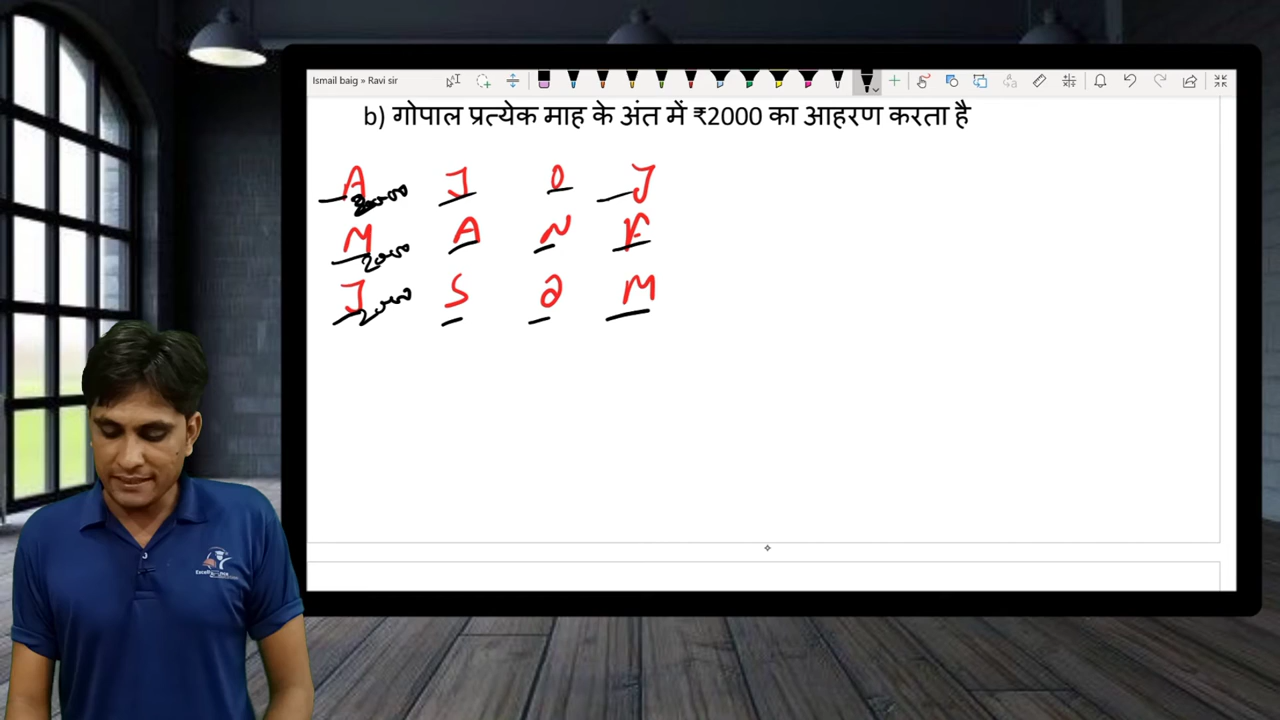 Ismail baig » Ravi sir
b) गोपाल प्रत्येक माह के अंत में ₹2000 का आहरण करता है
A J O J
2000
M A N F
2000
J S D M
2000